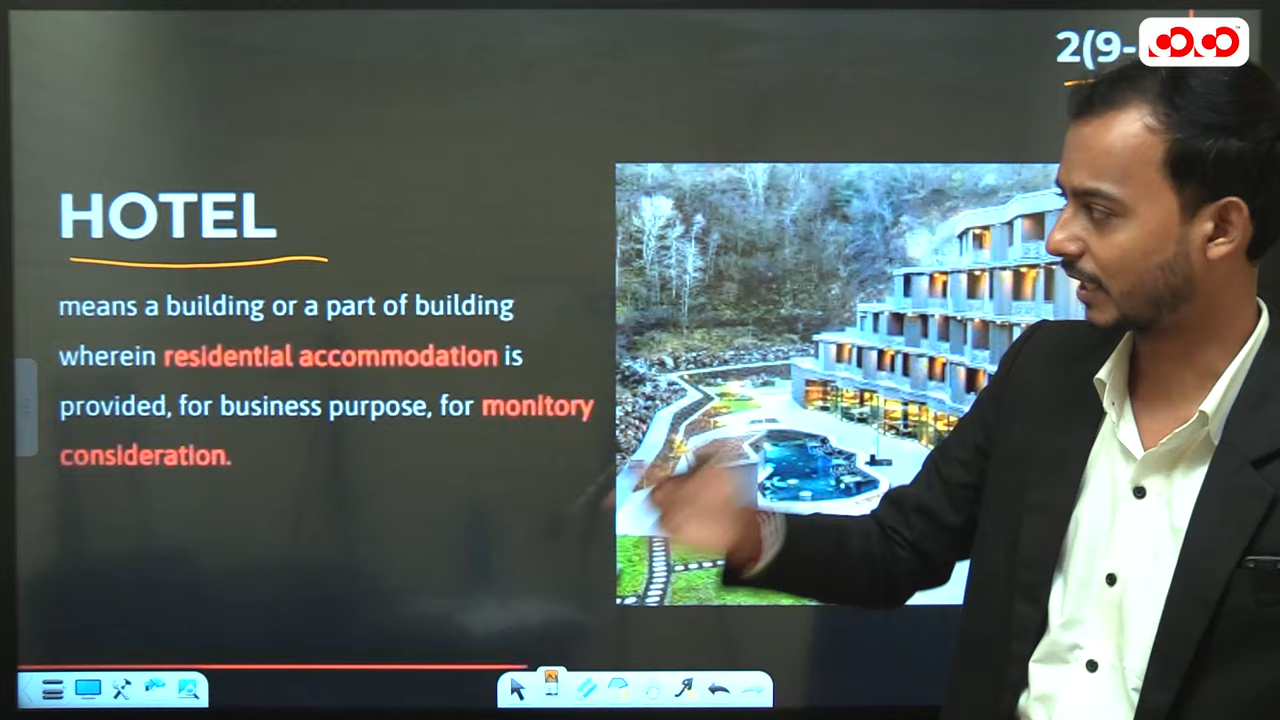 2(9-
HOTEL
means a building or a part of building
wherein residential accommodation is
provided, for business purpose, for monitory
consideration.